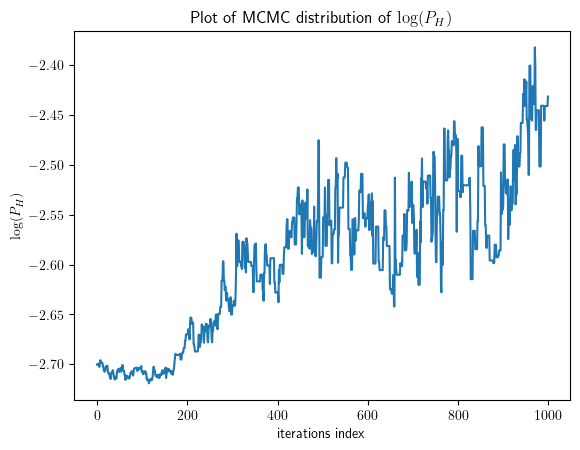 Plot of MCMC distribution of log(P_H)
log(P_H)
−2.40
−2.45
−2.50
−2.55
−2.60
−2.65
−2.70
0 200 400 600 800 1000
iterations index